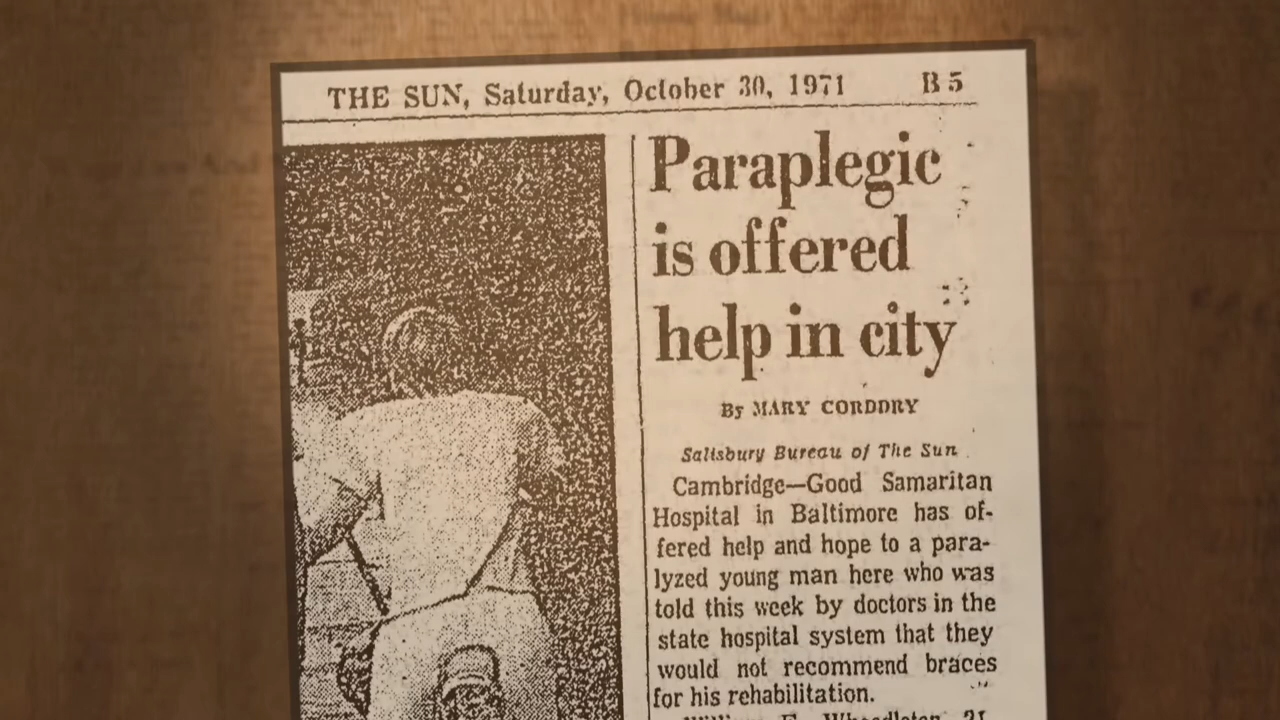 THE SUN, Saturday, October 30, 1971 B 5
Paraplegic
is offered
help in city
By MARY CORDDRY
Salisbury Bureau of The Sun
Cambridge—Good Samaritan
Hospital in Baltimore has of-
fered help and hope to a para-
lyzed young man here who was
told this week by doctors in the
state hospital system that they
would not recommend braces
for his rehabilitation.
William E. 21,